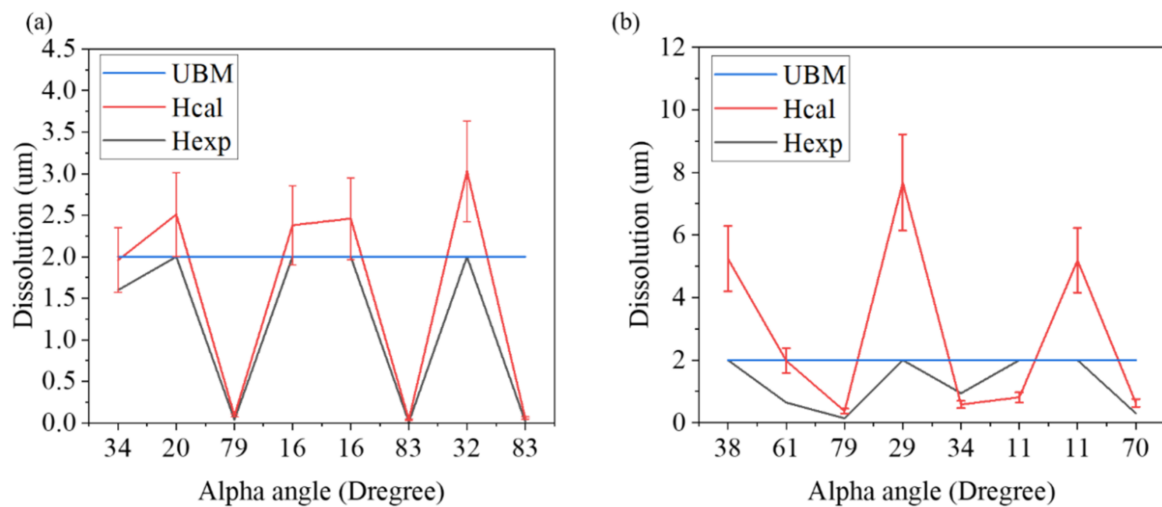 (a)
4.5
4.0
3.5
3.0
2.5
2.0
1.5
1.0
0.5
0.0
Dissolution (um)
UBM
Hcal
Hexp
34 20 79 16 16 83 32 83
Alpha angle (Dregree)
(b)
12
10
8
6
4
2
0
Dissolution (um)
UBM
Hcal
Hexp
38 61 79 29 34 11 11 70
Alpha angle (Dregree)